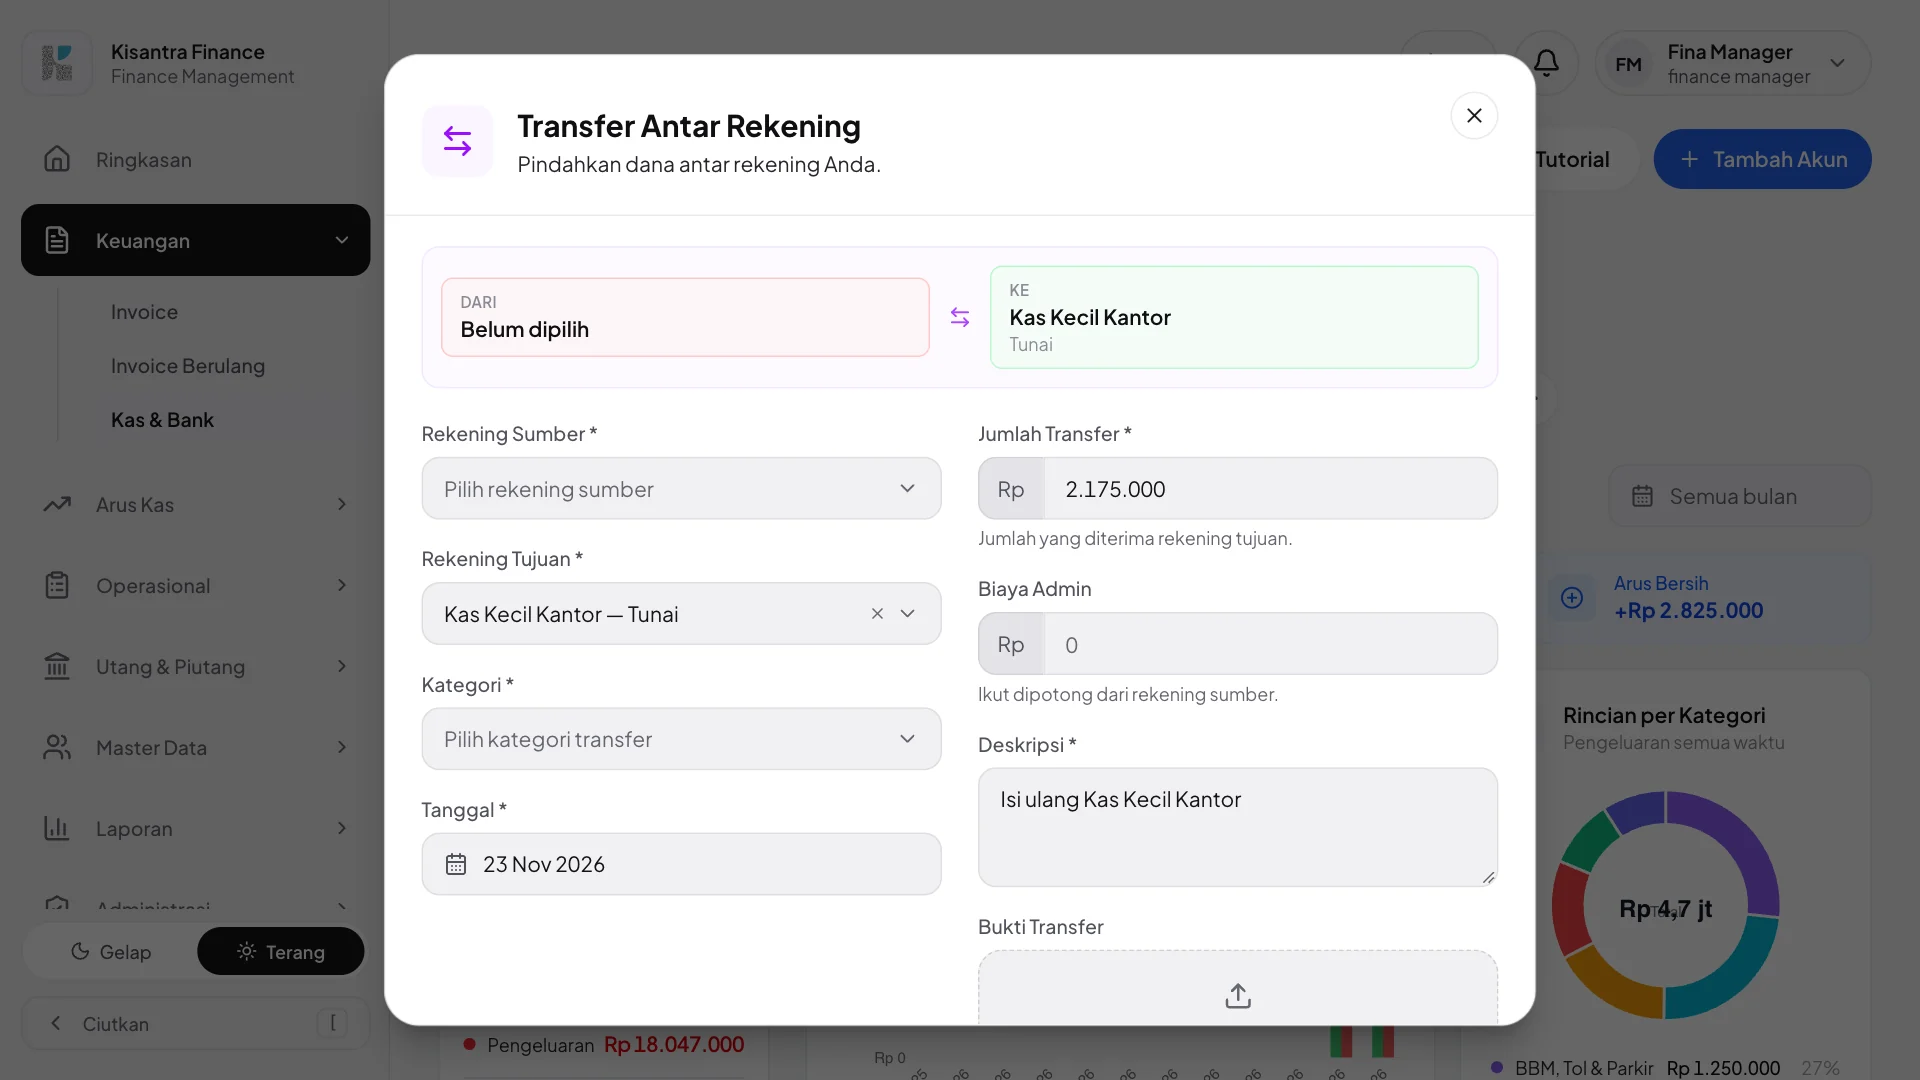 Kisantra Finance
Finance Management
Ringkasan
Keuangan
Invoice
Invoice Berulang
Kas & Bank
Arus Kas
Operasional
Utang & Piutang
Master Data
Laporan
Administrasi
Gelap
Terang
Ciutkan
[
FM
Fina Manager
finance manager
Tutorial
+ Tambah Akun
Semua bulan
Arus Bersih
+Rp 2.825.000
Rincian per Kategori
Pengeluaran semua waktu
Rp 4,7 jt
Total
BBM, Tol & Parkir Rp 1.250.000 27%
Pengeluaran Rp 18.047.000
Rp 0
Transfer Antar Rekening
Pindahkan dana antar rekening Anda.
DARI
Belum dipilih
KE
Kas Kecil Kantor
Tunai
Rekening Sumber *
Pilih rekening sumber
Rekening Tujuan *
Kas Kecil Kantor — Tunai
Kategori *
Pilih kategori transfer
Tanggal *
23 Nov 2026
Jumlah Transfer *
Rp 2.175.000
Jumlah yang diterima rekening tujuan.
Biaya Admin
Rp 0
Ikut dipotong dari rekening sumber.
Deskripsi *
Isi ulang Kas Kecil Kantor
Bukti Transfer